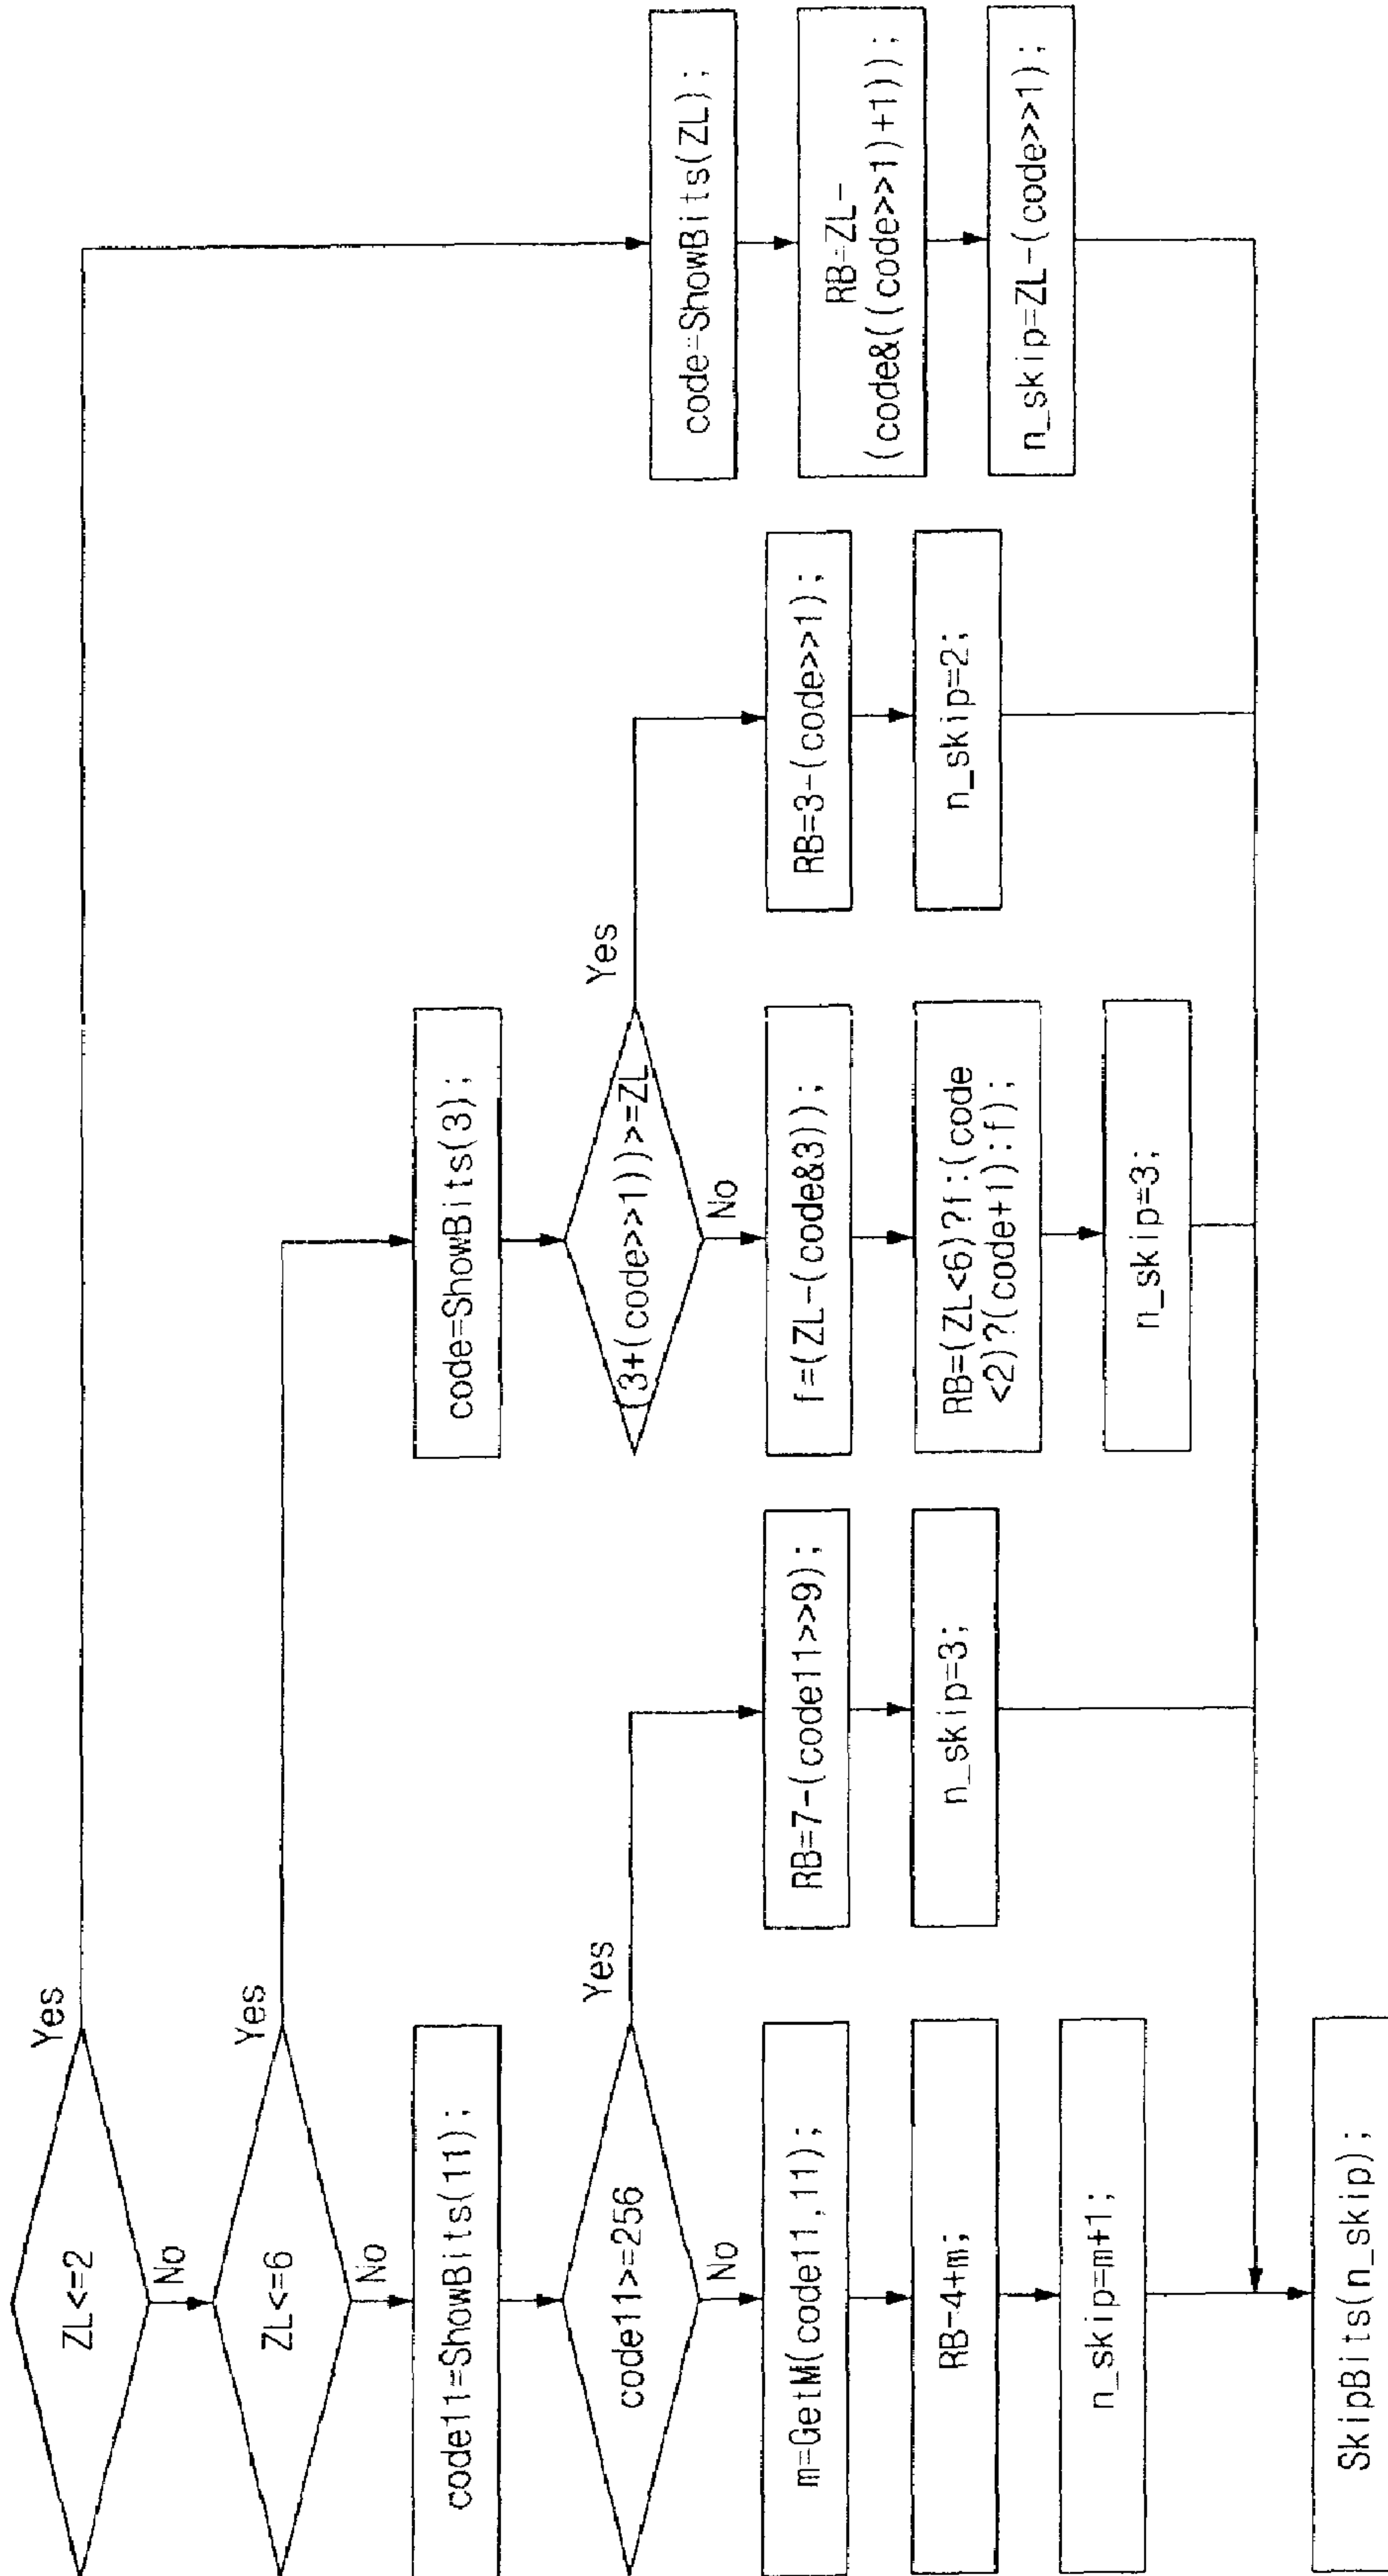 ZL<=2
Yes
No
ZL<=6
Yes
No
code11=ShowBits(11);
code11>=256
Yes
No
m=GetM(code11,11);
RB=4+m;
n_skip=m+1;
RB=7-(code11>>9);
n_skip=3;
code=ShowBits(3);
(3+(code>>1))>=ZL
Yes
No
f=(ZL-(code&3));
RB=(ZL<6)?f:(code
<2)?(code+1):f);
n_skip=3;
RB=3-(code>>1);
n_skip=2;
code=ShowBits(ZL);
RB=ZL-
(code&((code>>1)+1));
n_skip=ZL-(code>>1);
SkipBits(n_skip);